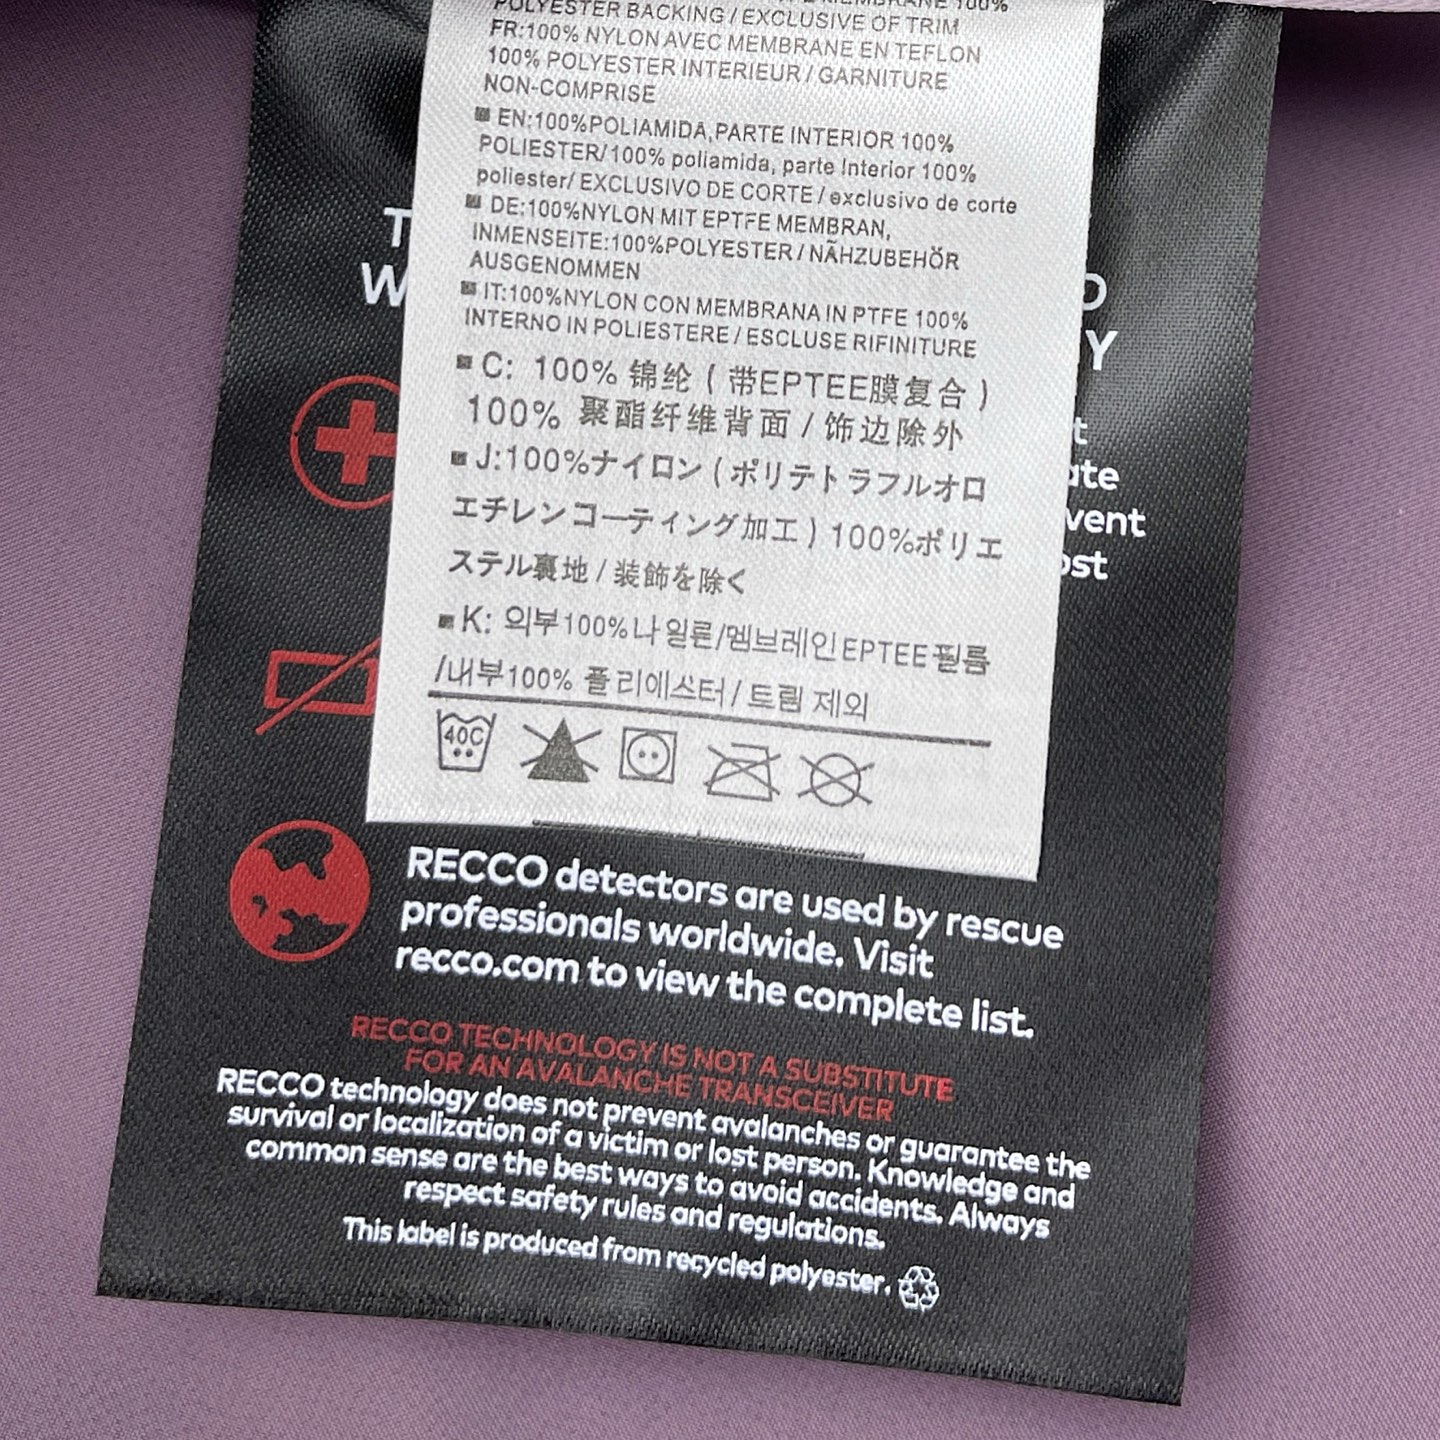 POLYESTER BACKING / EXCLUSIVE OF TRIM
FR:100% NYLON AVEC MEMBRANE EN TEFLON
100% POLYESTER INTERIEUR / GARNITURE
NON-COMPRISE
■ EN:100%POLIAMIDA,PARTE INTERIOR 100%
POLIESTER/100% poliamida, parte Interior 100%
poliester/ EXCLUSIVO DE CORTE / exclusivo de corte
■ DE:100%NYLON MIT EPTFE MEMBRAN,
INMENSEITE:100%POLYESTER / NÃHZUBEHÖR
AUSGENOMMEN
■ IT:100%NYLON CON MEMBRANA IN PTFE 100%
INTERNO IN POLIESTERE / ESCLUSE RIFINITURE
■ C: 100% 锦纶 ( 带EPTEE膜复合 )
100% 聚酯纤维背面 / 饰边除外
■ J:100%ナイロン ( ポリテトラフルオロ
エチレンコーティング加工 ) 100%ポリエ
ステル裏地 / 装飾を除く
■ K: 외부100%나일론/멤브레인EPTEE필름
/내부100% 폴리에스터 / 트림 제외
40C
RECCO detectors are used by rescue
professionals worldwide. Visit
recco.com to view the complete list.
RECCO TECHNOLOGY IS NOT A SUBSTITUTE
FOR AN AVALANCHE TRANSCEIVER
RECCO technology does not prevent avalanches or guarantee the
survival or localization of a victim or lost person. Knowledge and
common sense are the best ways to avoid accidents. Always
respect safety rules and regulations.
This label is produced from recycled polyester.